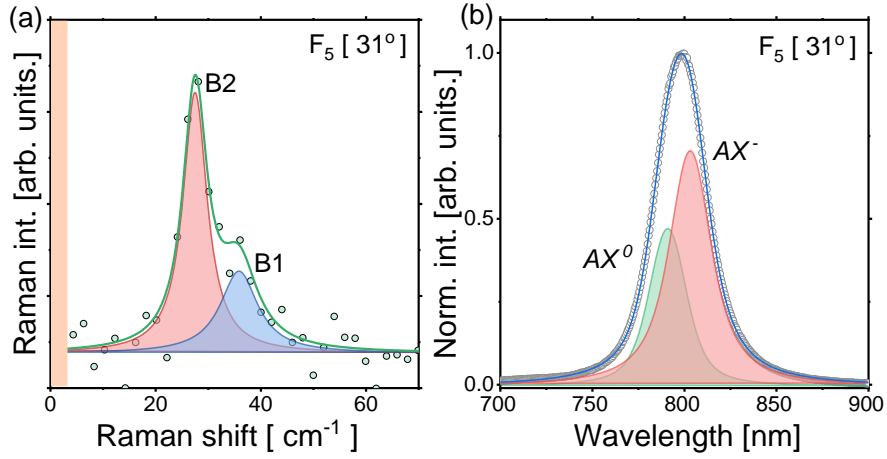 (a)
F₅ [ 31° ]
B2
B1
Raman int. [arb. units.]
0 20 40 60
Raman shift [ cm⁻¹ ]
(b)
F₅ [ 31° ]
1.0
0.5
0.0
AX⁻
AX⁰
Norm. int. [arb. units.]
700 750 800 850 900
Wavelength [nm]